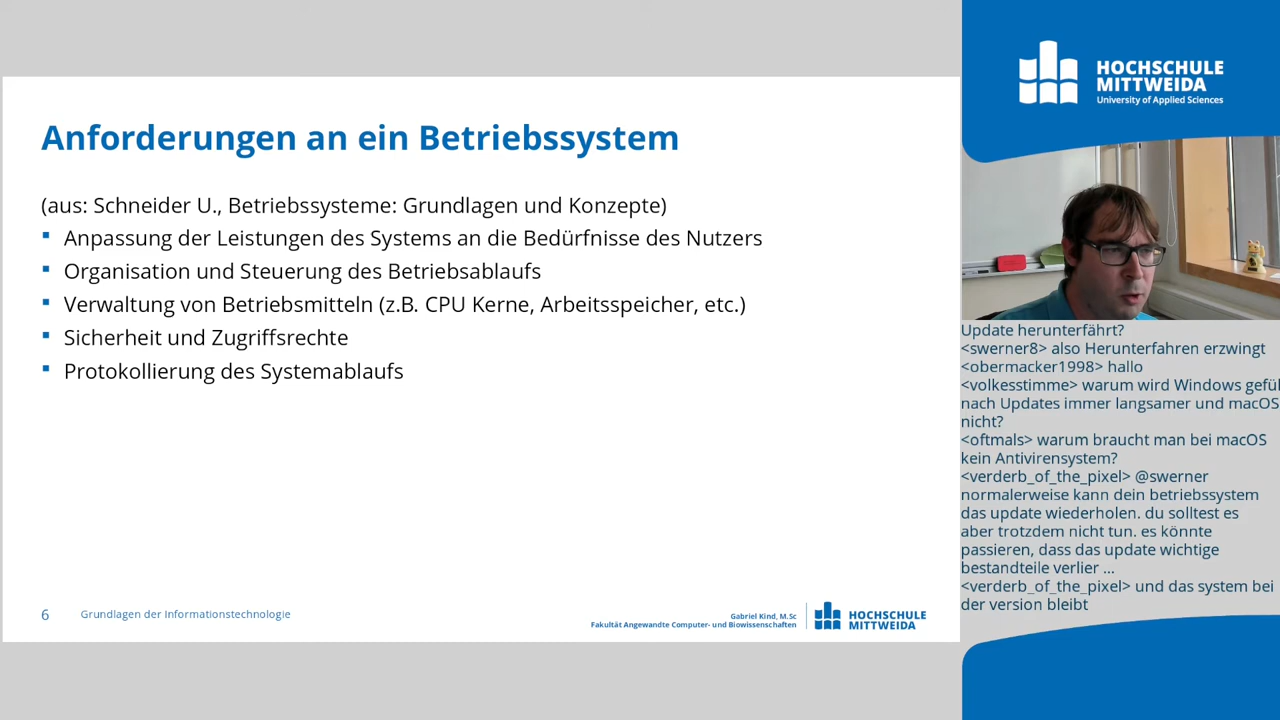 Anforderungen an ein Betriebssystem
(aus: Schneider U., Betriebssysteme: Grundlagen und Konzepte)
Anpassung der Leistungen des Systems an die Bedürfnisse des Nutzers
Organisation und Steuerung des Betriebsablaufs
Verwaltung von Betriebsmitteln (z.B. CPU Kerne, Arbeitsspeicher, etc.)
Sicherheit und Zugriffsrechte
Protokollierung des Systemablaufs
6
Grundlagen der Informationstechnologie
Gabriel Kind, M.Sc
Fakultät Angewandte Computer- und Biowissenschaften
HOCHSCHULE
MITTWEIDA
HOCHSCHULE
MITTWEIDA
University of Applied Sciences
Update herunterfährt?
<swerner8> also Herunterfahren erzwingt
<obermacker1998> hallo
<volkesstimme> warum wird Windows gefül
nach Updates immer langsamer und macOS
nicht?
<oftmals> warum braucht man bei macOS
kein Antivirensystem?
<verderb_of_the_pixel> @swerner
normalerweise kann dein betriebssystem
das update wiederholen. du solltest es
aber trotzdem nicht tun. es könnte
passieren, dass das update wichtige
bestandteile verlier ...
<verderb_of_the_pixel> und das system bei
der version bleibt